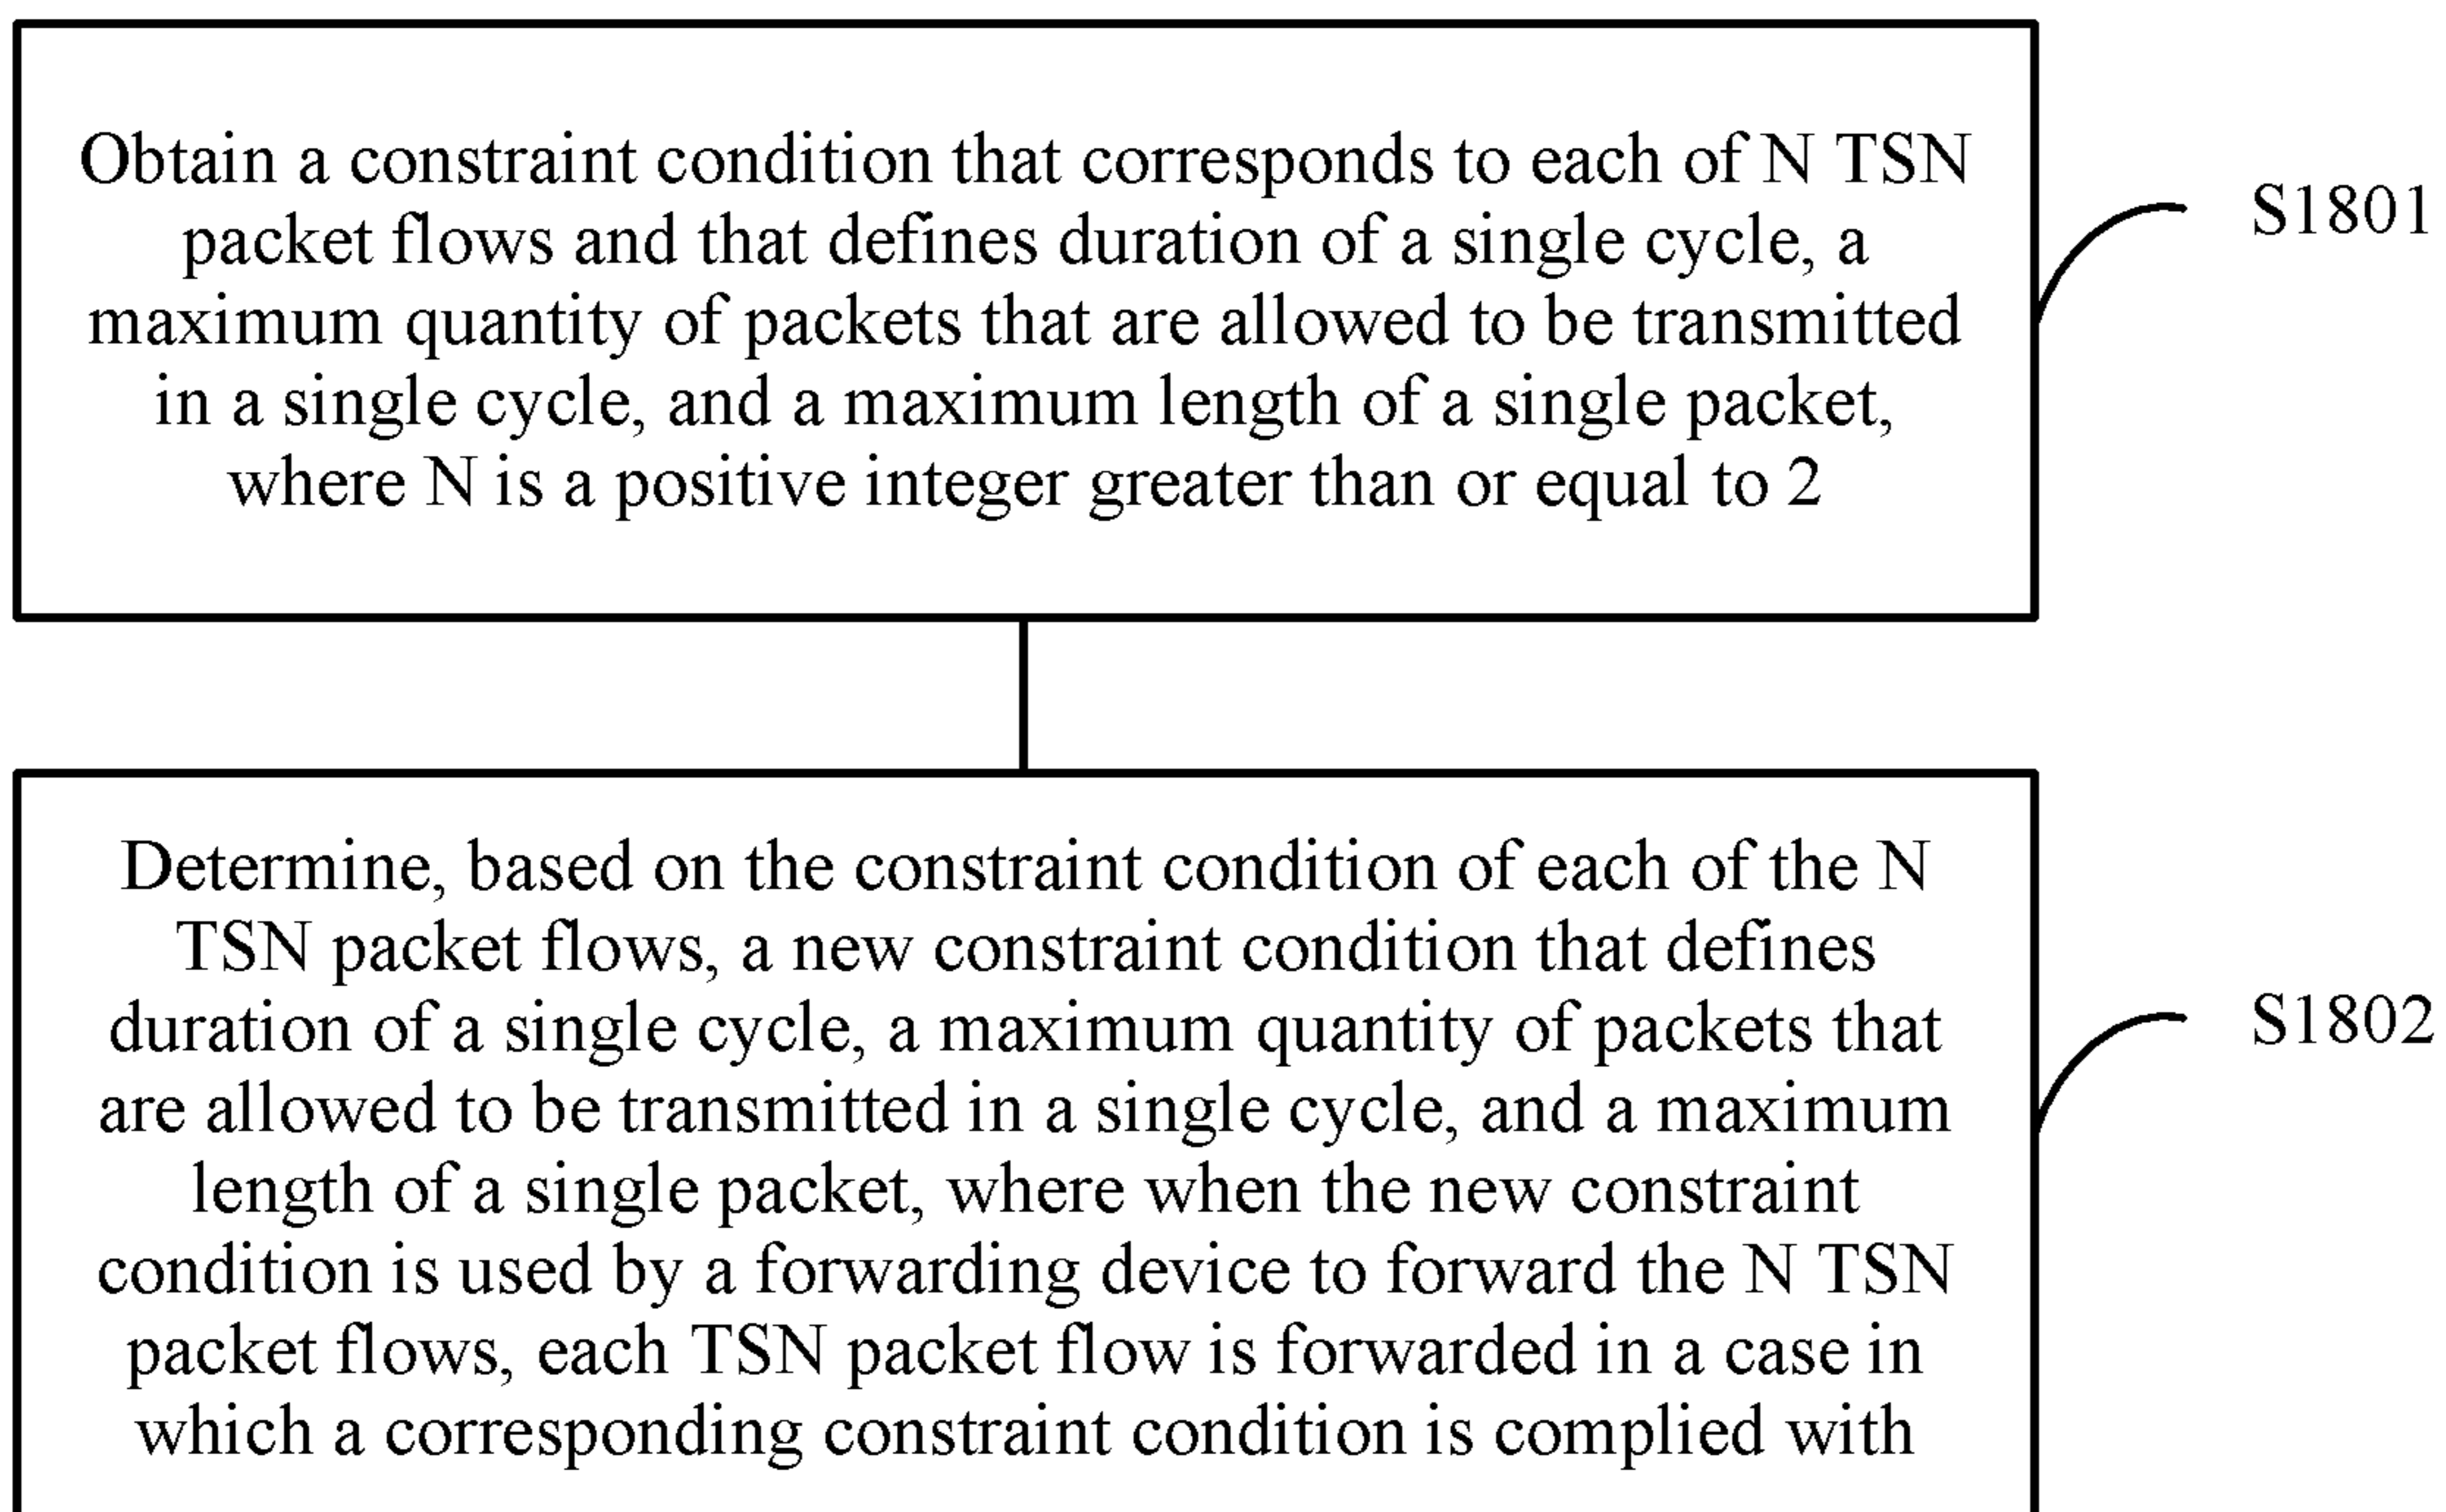 Obtain a constraint condition that corresponds to each of N TSN
packet flows and that defines duration of a single cycle, a
maximum quantity of packets that are allowed to be transmitted
in a single cycle, and a maximum length of a single packet,
where N is a positive integer greater than or equal to 2
S1801
Determine, based on the constraint condition of each of the N
TSN packet flows, a new constraint condition that defines
duration of a single cycle, a maximum quantity of packets that
are allowed to be transmitted in a single cycle, and a maximum
length of a single packet, where when the new constraint
condition is used by a forwarding device to forward the N TSN
packet flows, each TSN packet flow is forwarded in a case in
which a corresponding constraint condition is complied with
S1802